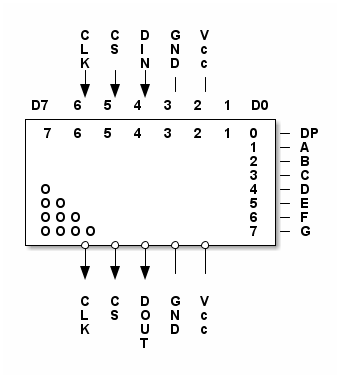 CLK CS DIN GND Vcc
D7 6 5 4 3 2 1 D0
7 6 5 4 3 2 1 0 DP
1 A
2 B
3 C
O 4 D
O O 5 E
O O O 6 F
O O O O 7 G
CLK CS DOUT GND Vcc